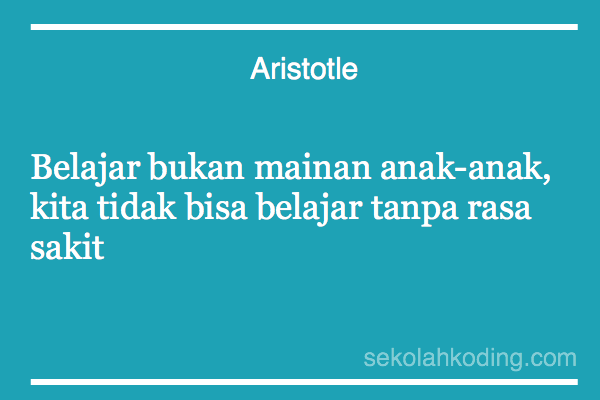 Aristotle
Belajar bukan mainan anak-anak,
kita tidak bisa belajar tanpa rasa
sakit
sekolahkoding.com